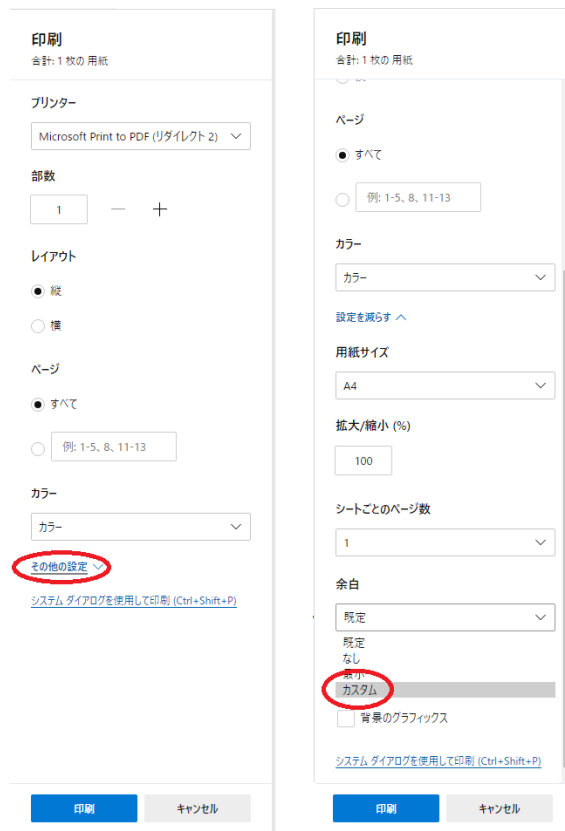 印刷
合計: 1 枚の 用紙
プリンター
Microsoft Print to PDF (リダイレクト 2)
部数
1
レイアウト
縦
横
ページ
すべて
例: 1-5、8、11-13
カラー
カラー
その他の設定
システム ダイアログを使用して印刷 (Ctrl+Shift+P)
印刷
キャンセル
印刷
合計: 1 枚の 用紙
ページ
すべて
例: 1-5、8、11-13
カラー
カラー
設定を減らす
用紙サイズ
A4
拡大/縮小 (%)
100
シートごとのページ数
1
余白
既定
既定
なし
最小
カスタム
背景のグラフィックス
システム ダイアログを使用して印刷 (Ctrl+Shift+P)
印刷
キャンセル